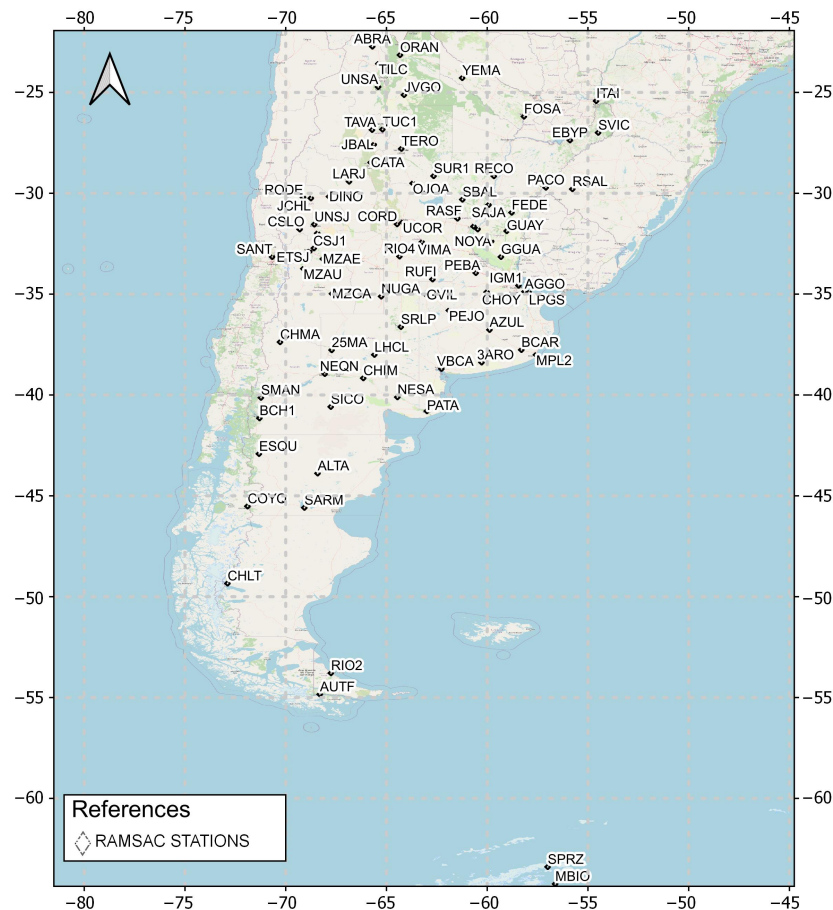 −80 −75 −70 −65 −60 −55 −50 −45
ABRA
ORAN
TILC
YEMA
UNSA
JVGO
−25 −25
ITAI
FOSA
TAVA TUC1
SVIC
EBYP
JBAL
TERO
CATA
LARJ
SUR1 RECO
PACO RSAL
RODE
DINO
OJOA
SBAL
−30 −30
JCHL
FEDE
CSLO
UNSJ
CORD
UCOR
RASF
SAJA
GUAY
SANT
ETSJ
CSJ1
MZAE
RIO4 VIMA
NOYA
GGUA
MZAU
RUFI
PEBA
IGM1
AGGO
−35 −35
MZCA
NUGA
GVIL
CHOY
LPGS
SRLP
PEJO
AZUL
CHMA
25MA
LHCL
BCAR
VBCA
3ARO
MPL2
NEQN
CHIM
−40 −40
SMAN
SICO
NESA
PATA
BCH1
ESQU
ALTA
−45 −45
COYQ
SARM
CHLT
−50 −50
RIO2
AUTF
−55 −55
−60 −60
References
RAMSAC STATIONS
SPRZ
MBIO
−80 −75 −70 −65 −60 −55 −50 −45